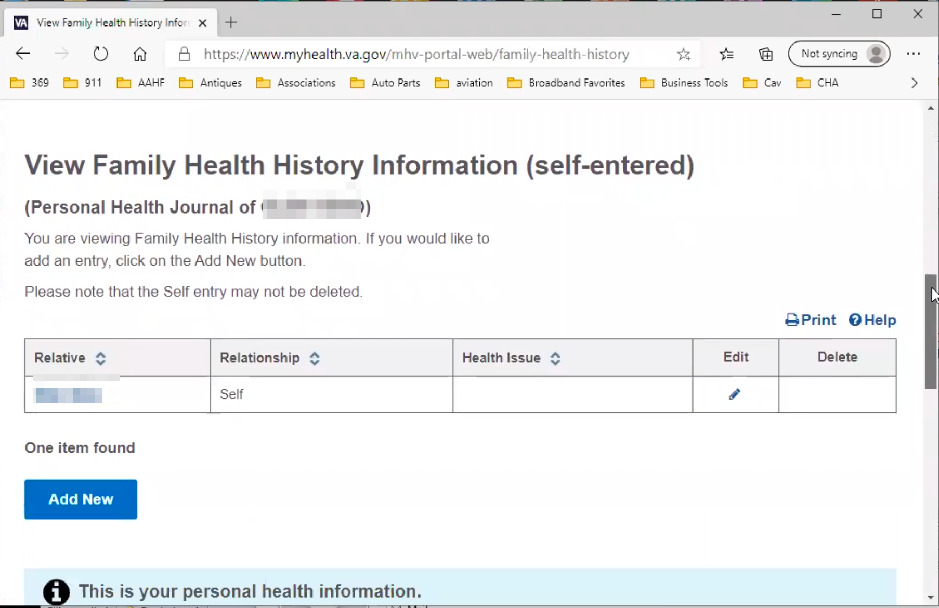 VA View Family Health History Infor
https://www.myhealth.va.gov/mhv-portal-web/family-health-history Not syncing
369 911 AAHF Antiques Associations Auto Parts aviation Broadband Favorites Business Tools Cav CHA
View Family Health History Information (self-entered)
(Personal Health Journal of )
You are viewing Family Health History information. If you would like to
add an entry, click on the Add New button.
Please note that the Self entry may not be deleted.
Print Help
Relative Relationship Health Issue Edit Delete
Self
One item found
Add New
This is your personal health information.